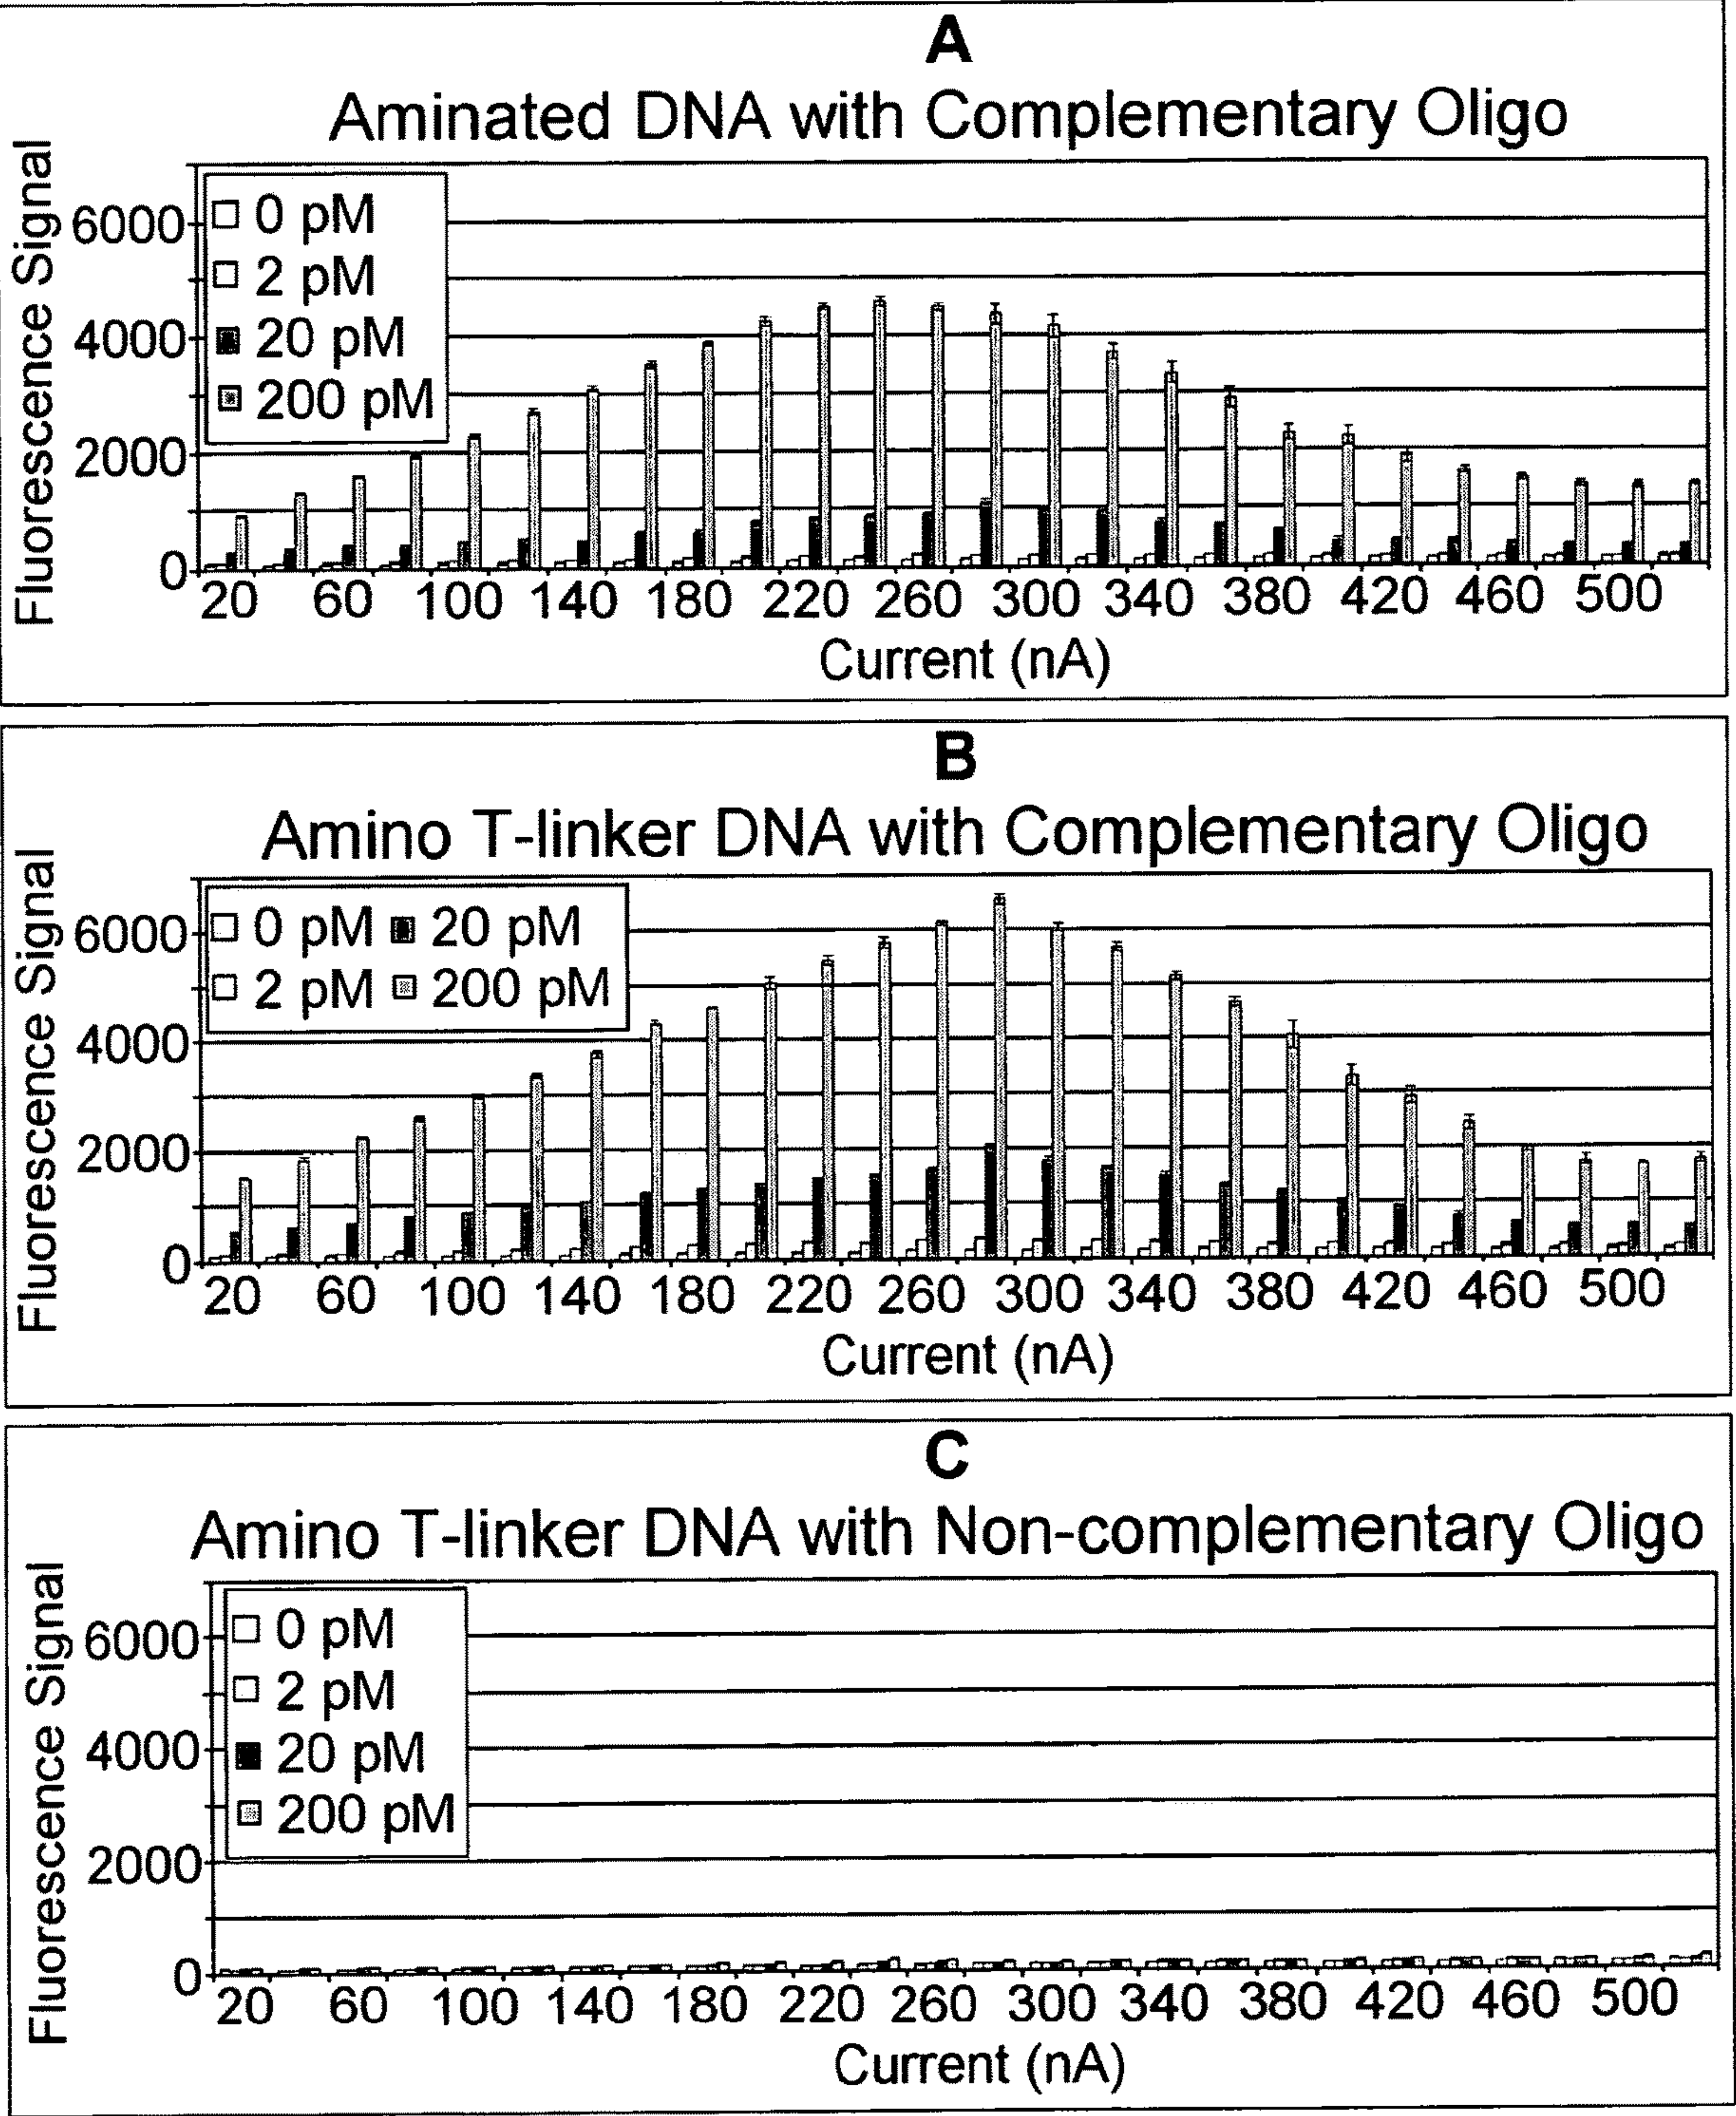 A
Aminated DNA with Complementary Oligo
Fluorescence Signal
6000
4000
2000
0
0 pM
2 pM
20 pM
200 pM
20 60 100 140 180 220 260 300 340 380 420 460 500
Current (nA)
B
Amino T-linker DNA with Complementary Oligo
Fluorescence Signal
6000
4000
2000
0
0 pM 20 pM
2 pM 200 pM
20 60 100 140 180 220 260 300 340 380 420 460 500
Current (nA)
C
Amino T-linker DNA with Non-complementary Oligo
Fluorescence Signal
6000
4000
2000
0
0 pM
2 pM
20 pM
200 pM
20 60 100 140 180 220 260 300 340 380 420 460 500
Current (nA)